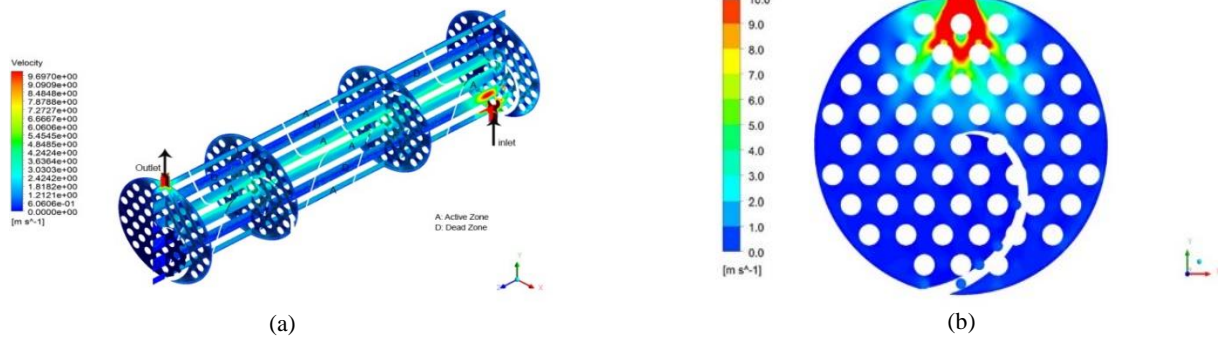 Velocity
9.6970e+00
9.0909e+00
8.4848e+00
7.8788e+00
7.2727e+00
6.6667e+00
6.0606e+00
5.4545e+00
4.8485e+00
4.2424e+00
3.6364e+00
3.0303e+00
2.4242e+00
1.8182e+00
1.2121e+00
6.0606e-01
0.0000e+00
[m s^-1]
Outlet
inlet
D
A
A
A
A: Active Zone
D: Dead Zone
Y
X
(a)
10.0
9.0
8.0
7.0
6.0
5.0
4.0
3.0
2.0
1.0
0.0
[m s^-1]
Y
(b)